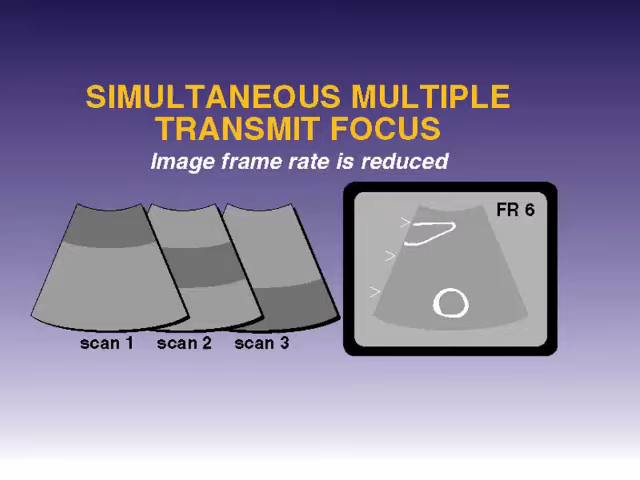 SIMULTANEOUS MULTIPLE
TRANSMIT FOCUS
Image frame rate is reduced
FR 6
scan 1 scan 2 scan 3